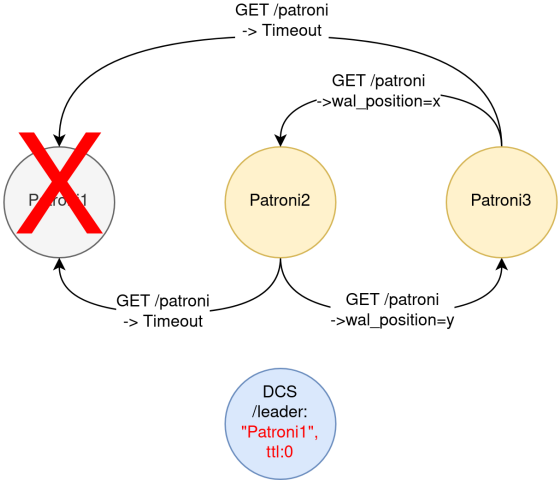 GET /patroni
-> Timeout
GET /patroni
->wal_position=x
Patroni1
Patroni2
Patroni3
GET /patroni
-> Timeout
GET /patroni
->wal_position=y
DCS
/leader:
"Patroni1",
ttl:0